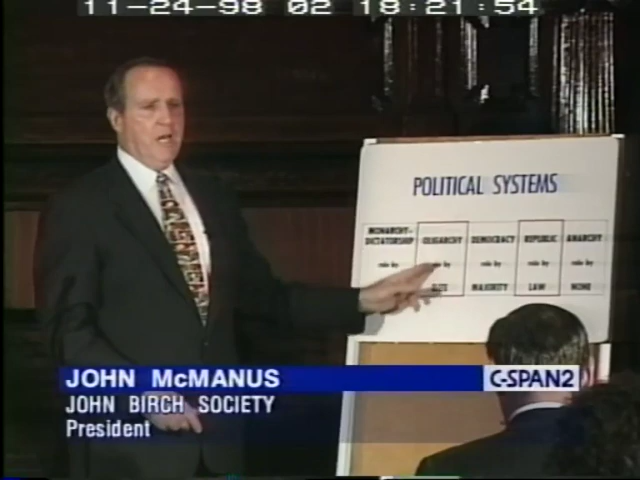 11-24-98 02 18:21:54
POLITICAL SYSTEMS
MONARCHY- OLIGARCHY DEMOCRACY REPUBLIC ANARCHY
DICTATORSHIP
rule by rule by rule by rule by
MAJORITY LAW NONE
JOHN McMANUS C-SPAN2
JOHN BIRCH SOCIETY
President